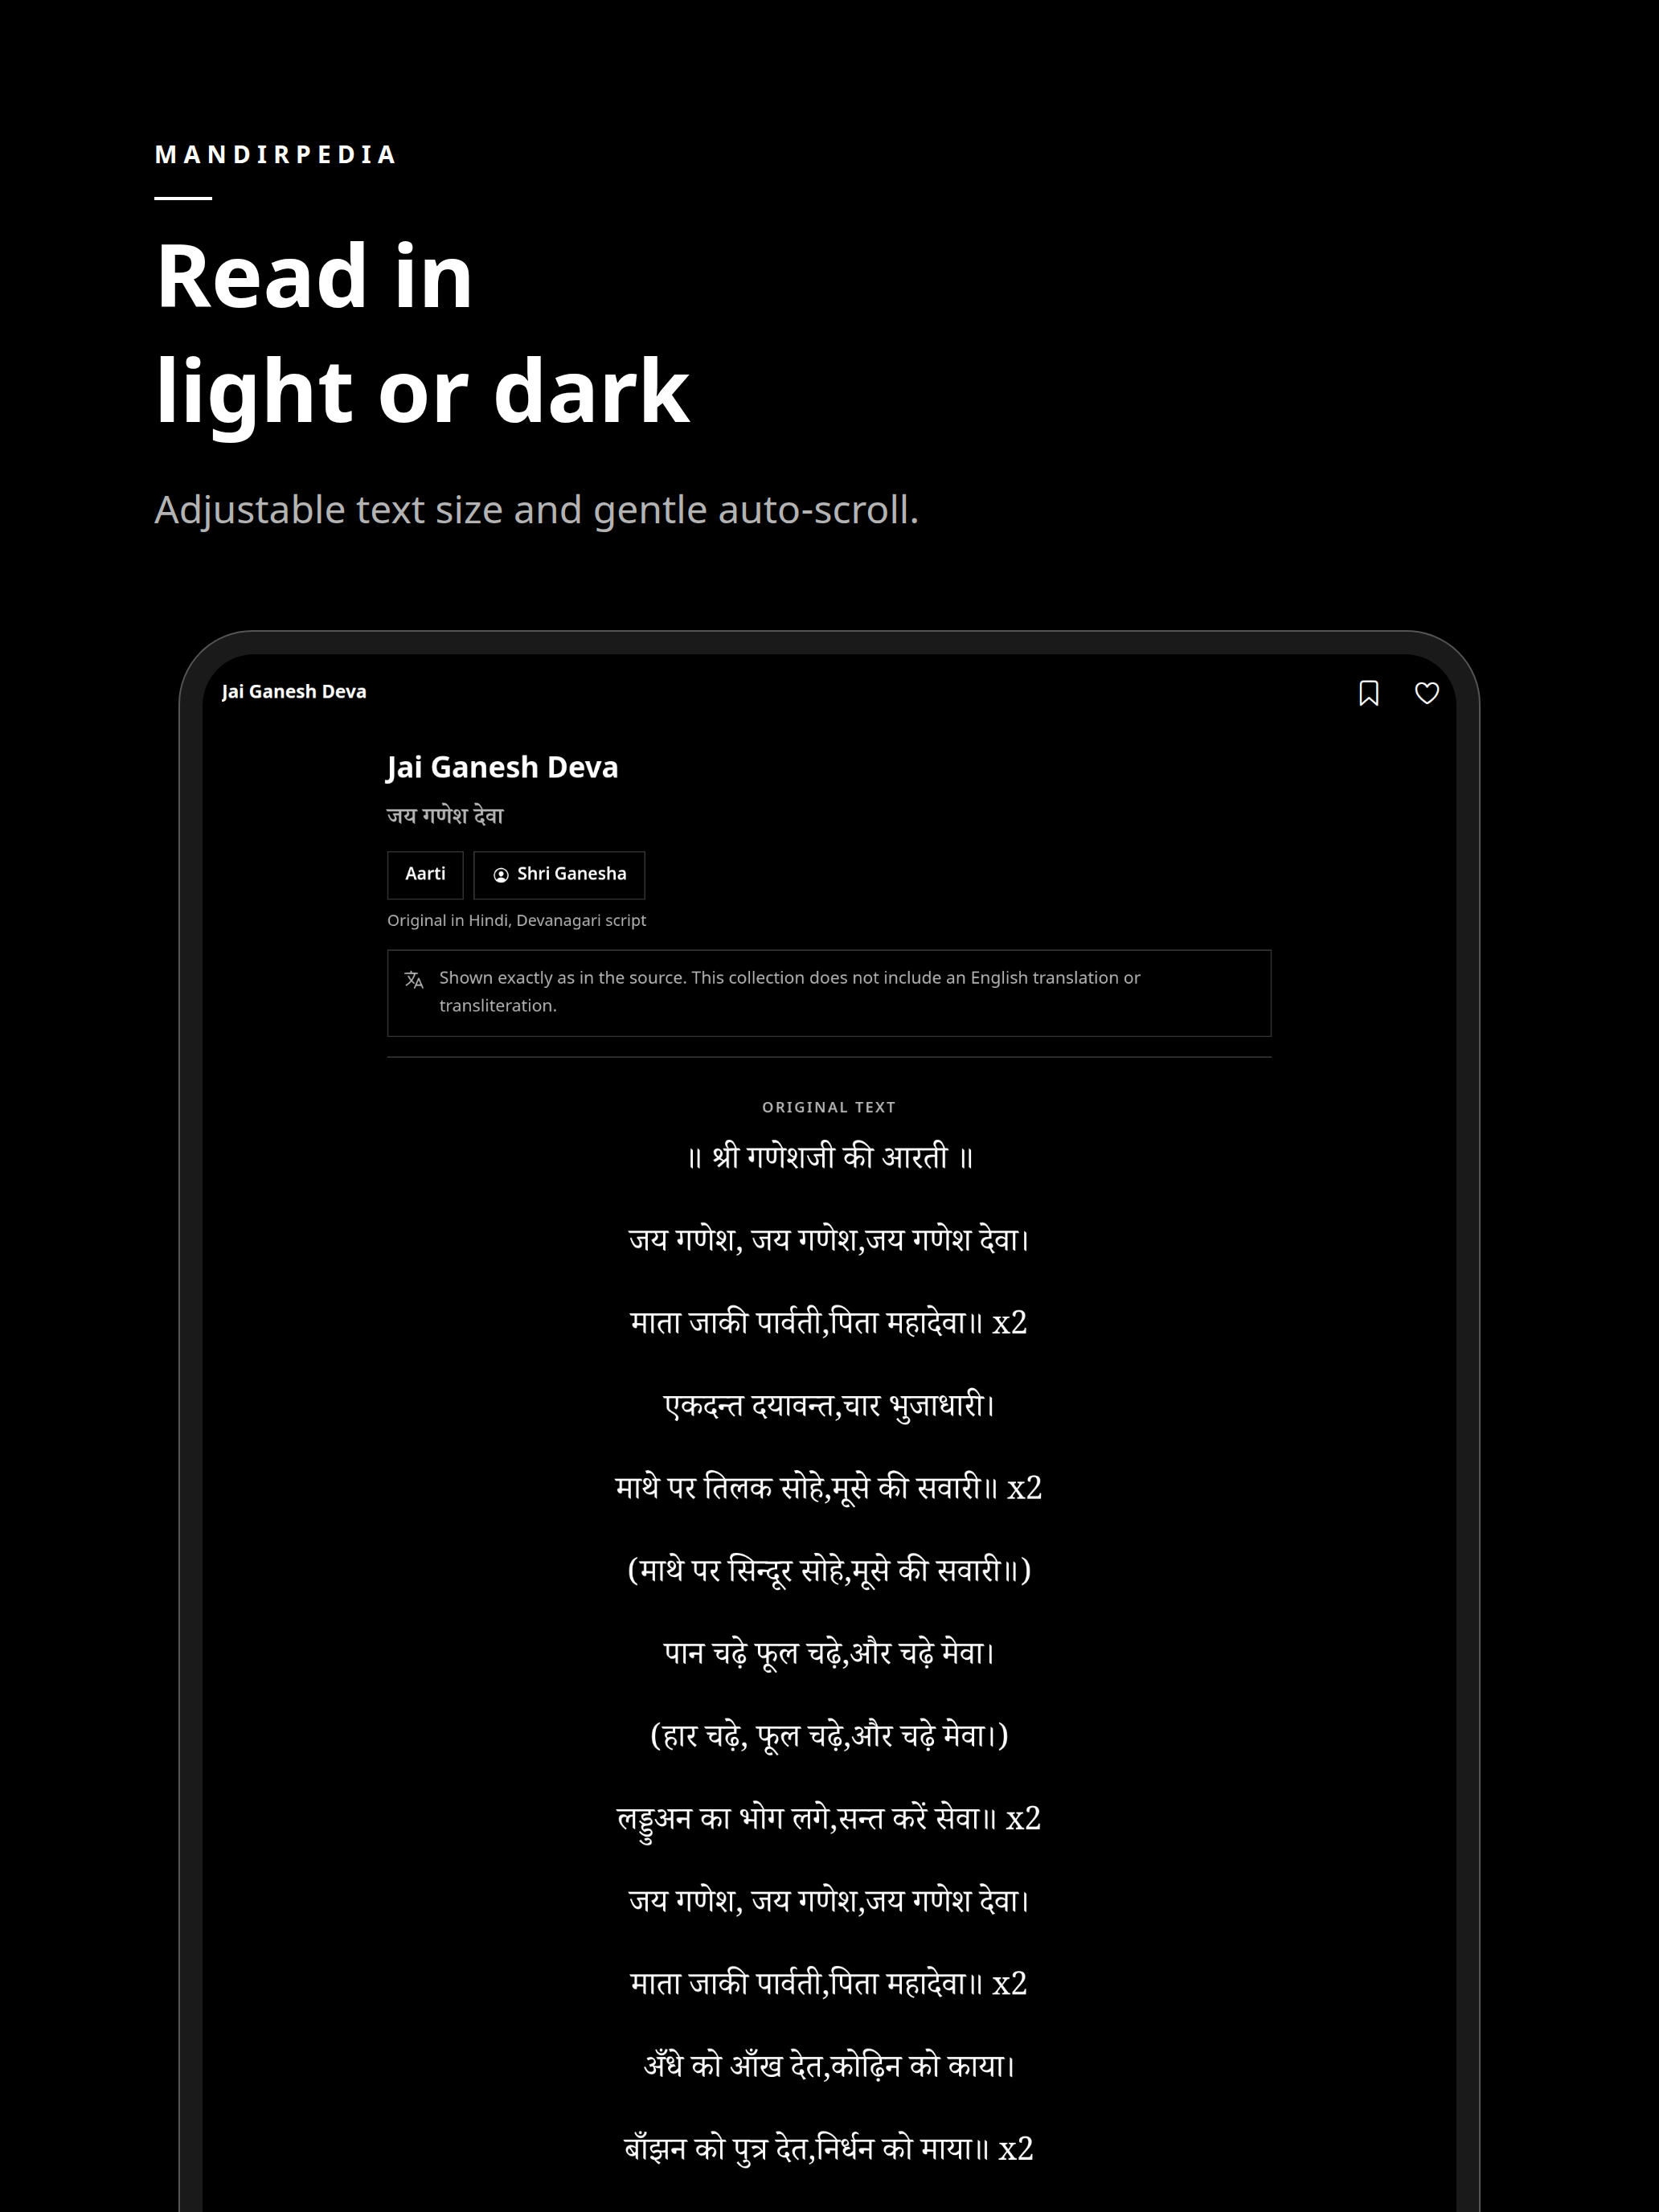 MANDIRPEDIA
Read in
light or dark
Adjustable text size and gentle auto-scroll.
Jai Ganesh Deva
Jai Ganesh Deva
जय गणेश देवा
Aarti
Shri Ganesha
Original in Hindi, Devanagari script
Shown exactly as in the source. This collection does not include an English translation or
transliteration.
ORIGINAL TEXT
॥ श्री गणेशजी की आरती ॥
जय गणेश, जय गणेश,जय गणेश देवा।
माता जाकी पार्वती,पिता महादेवा॥ x2
एकदन्त दयावन्त,चार भुजाधारी।
माथे पर तिलक सोहे,मूसे की सवारी॥ x2
(माथे पर सिन्दूर सोहे,मूसे की सवारी॥)
पान चढ़े फूल चढ़े,और चढ़े मेवा।
(हार चढ़े, फूल चढ़े,और चढ़े मेवा।)
लड्डुअन का भोग लगे,सन्त करें सेवा॥ x2
जय गणेश, जय गणेश,जय गणेश देवा।
माता जाकी पार्वती,पिता महादेवा॥ x2
अँधे को आँख देत,कोढ़िन को काया।
बाँझन को पुत्र देत,निर्धन को माया॥ x2